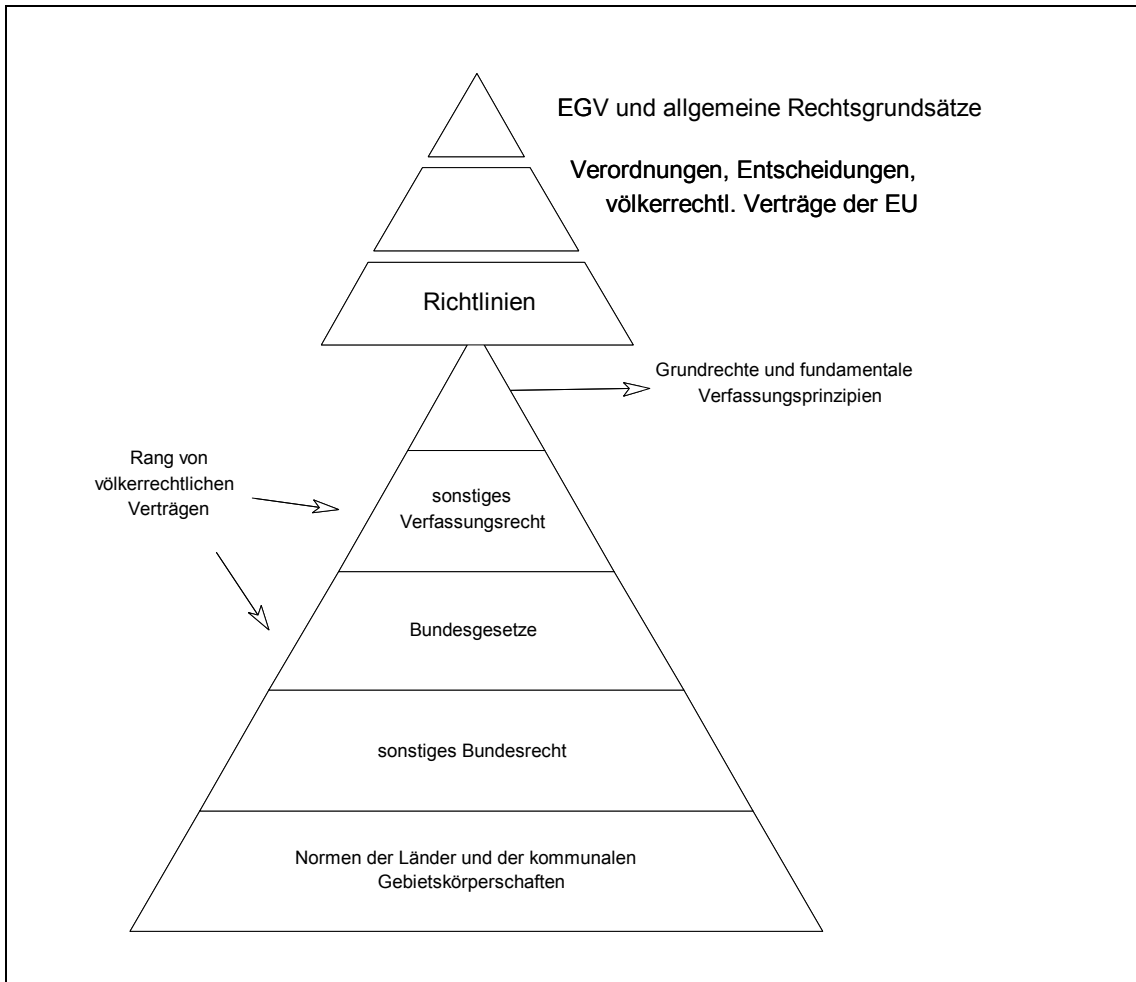 EGV und allgemeine Rechtsgrundsätze
Verordnungen, Entscheidungen,
völkerrechtl. Verträge der EU
Richtlinien
Grundrechte und fundamentale
Verfassungsprinzipien
Rang von
völkerrechtlichen
Verträgen
sonstiges
Verfassungsrecht
Bundesgesetze
sonstiges Bundesrecht
Normen der Länder und der kommunalen
Gebietskörperschaften